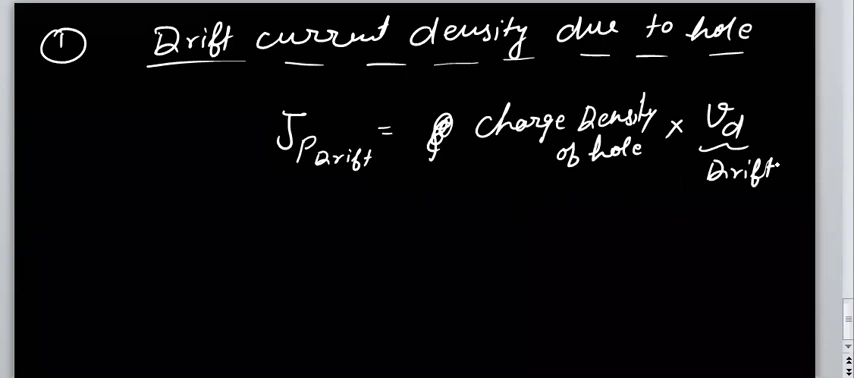 ① Drift current density due to hole
J_P Drift = Charge Density of hole × V_d
Drift